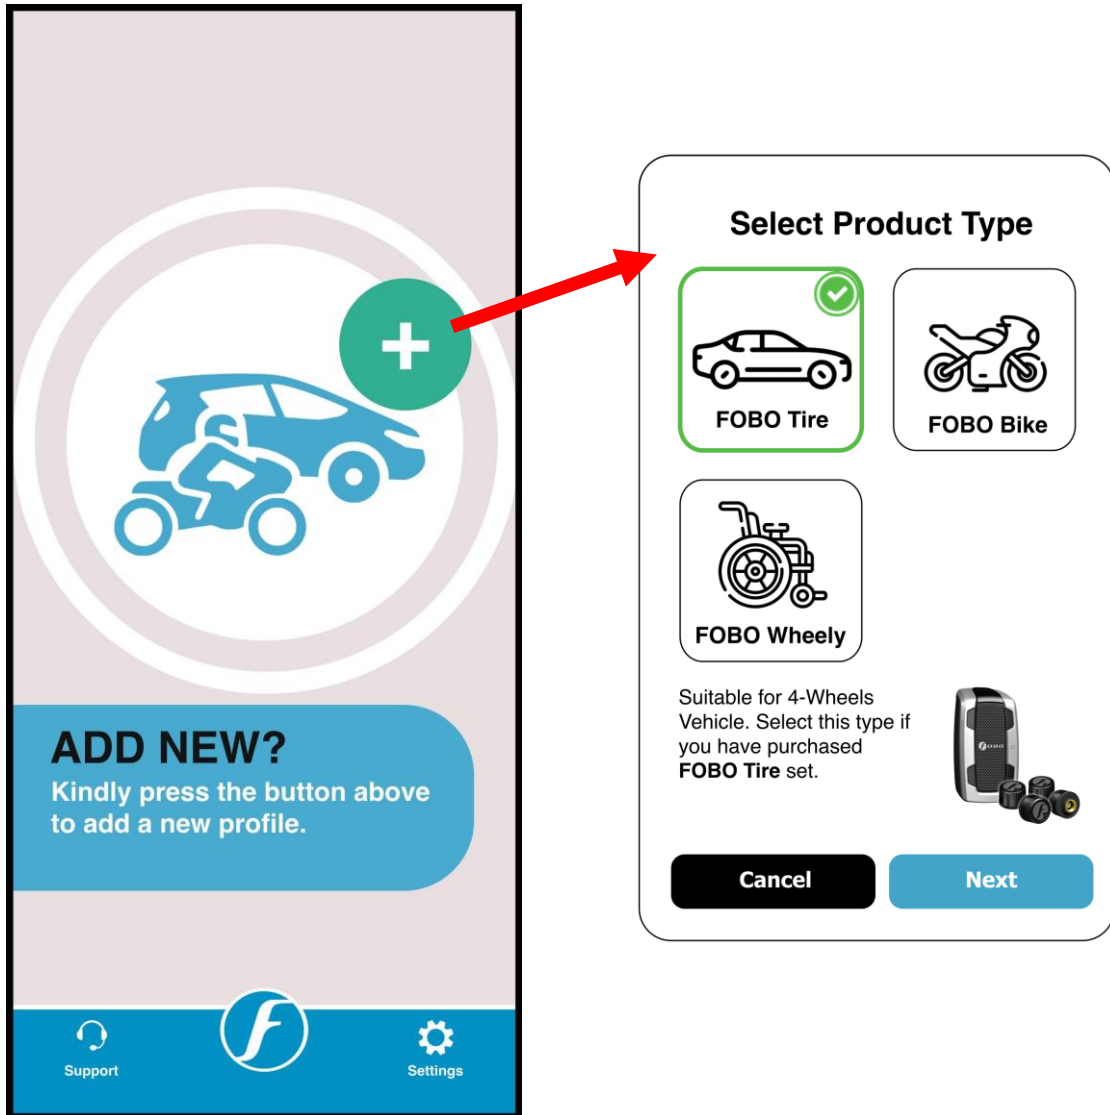 ADD NEW?
Kindly press the button above
to add a new profile.
Support
Settings
Select Product Type
FOBO Tire
FOBO Bike
FOBO Wheely
Suitable for 4-Wheels
Vehicle. Select this type if
you have purchased
FOBO Tire set.
FOBO
Cancel
Next